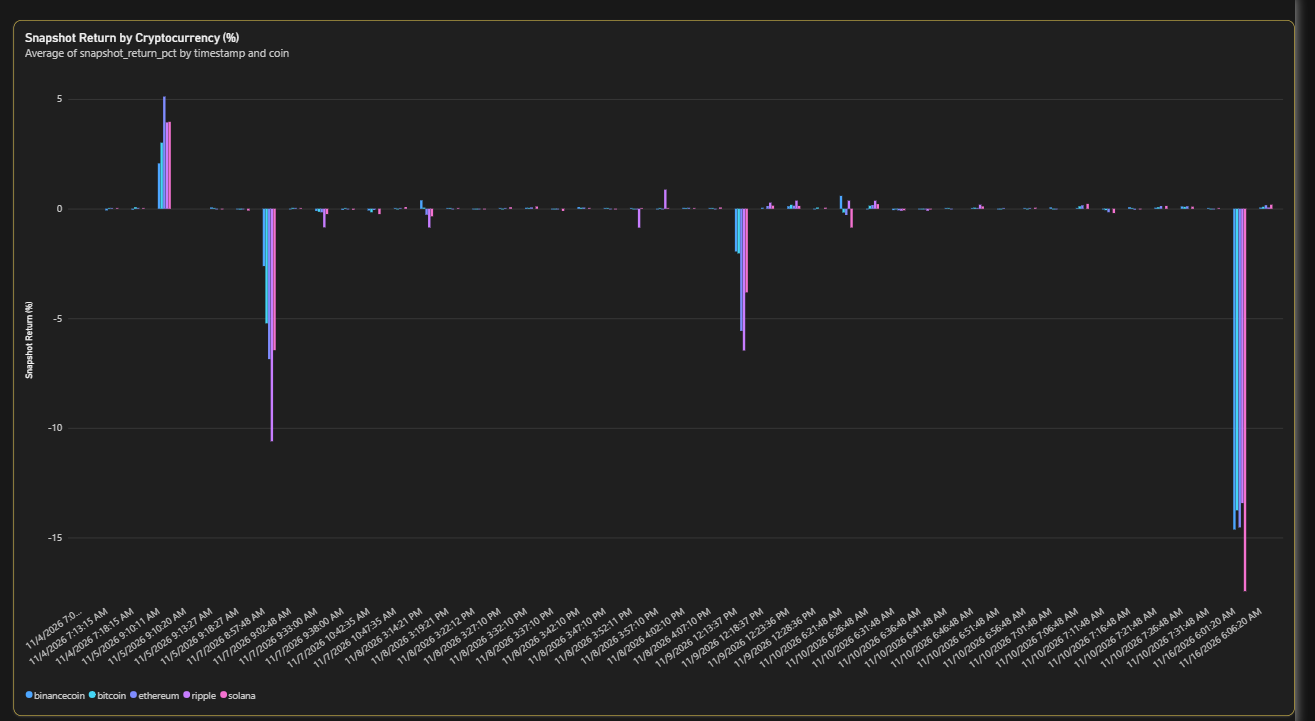 Snapshot Return by Cryptocurrency (%)
Average of snapshot_return_pct by timestamp and coin
5
0
-5
-10
-15
Snapshot Return (%)
11/4/2026 7:0...
11/4/2026 7:13:15 AM
11/4/2026 7:18:15 AM
11/5/2026 9:10:11 AM
11/5/2026 9:10:20 AM
11/5/2026 9:13:27 AM
11/5/2026 9:18:27 AM
11/7/2026 8:57:48 AM
11/7/2026 9:02:48 AM
11/7/2026 9:33:00 AM
11/7/2026 9:38:00 AM
11/7/2026 10:42:35 AM
11/7/2026 10:47:35 AM
11/8/2026 3:14:21 PM
11/8/2026 3:19:21 PM
11/8/2026 3:22:12 PM
11/8/2026 3:27:10 PM
11/8/2026 3:32:10 PM
11/8/2026 3:37:10 PM
11/8/2026 3:42:10 PM
11/8/2026 3:47:10 PM
11/8/2026 3:52:11 PM
11/8/2026 3:57:10 PM
11/8/2026 4:02:10 PM
11/8/2026 4:07:10 PM
11/9/2026 12:13:37 PM
11/9/2026 12:18:37 PM
11/9/2026 12:23:36 PM
11/9/2026 12:28:36 PM
11/10/2026 6:21:48 AM
11/10/2026 6:26:48 AM
11/10/2026 6:31:48 AM
11/10/2026 6:36:48 AM
11/10/2026 6:41:48 AM
11/10/2026 6:46:48 AM
11/10/2026 6:51:48 AM
11/10/2026 6:56:48 AM
11/10/2026 7:01:48 AM
11/10/2026 7:06:48 AM
11/10/2026 7:11:48 AM
11/10/2026 7:16:48 AM
11/10/2026 7:21:48 AM
11/10/2026 7:26:48 AM
11/10/2026 7:31:48 AM
11/16/2026 6:01:20 AM
11/16/2026 6:06:20 AM
binancecoin bitcoin ethereum ripple solana